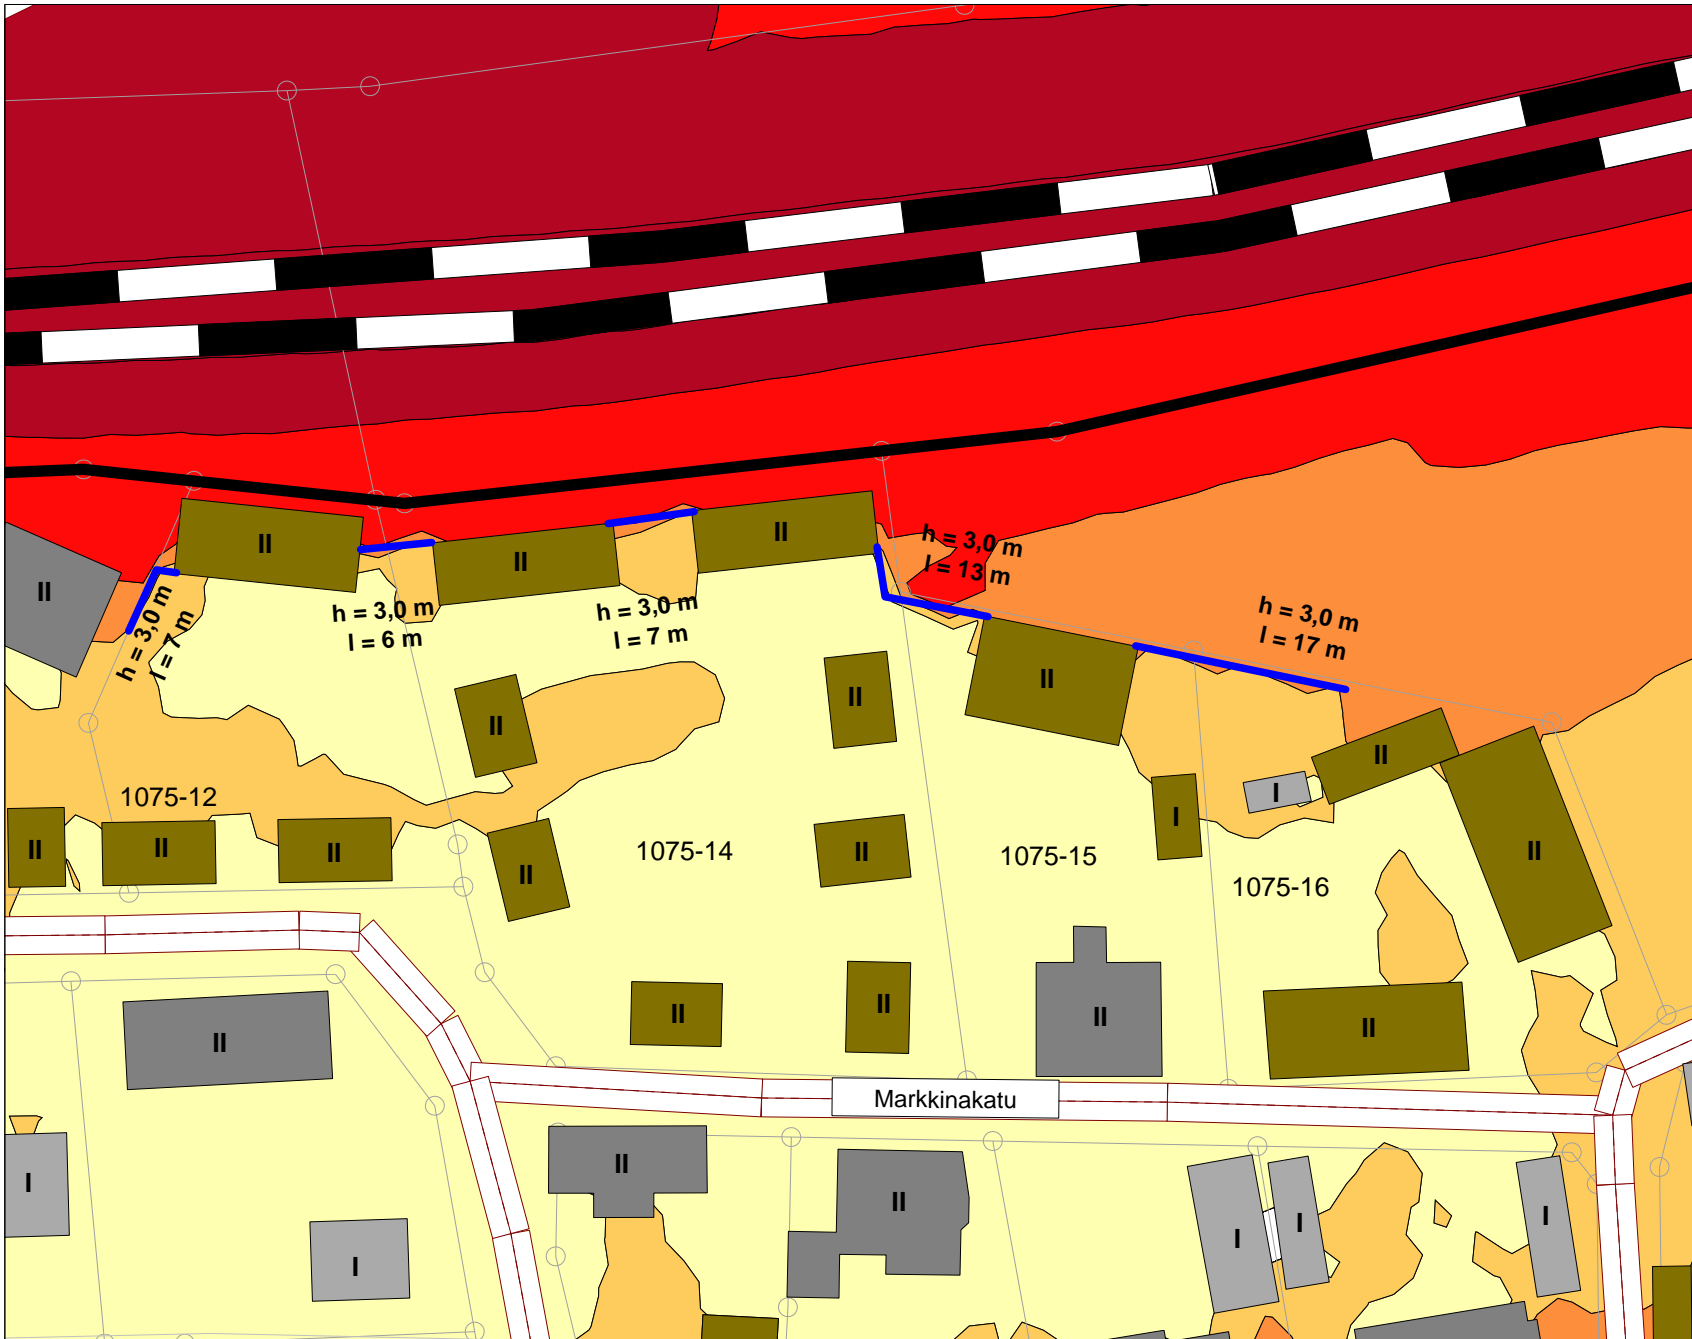 II
II
II
II
h = 3,0 m
l = 7 m
h = 3,0 m
l = 6 m
h = 3,0 m
l = 7 m
h = 3,0 m
l = 13 m
h = 3,0 m
l = 17 m
II
II
II
II
1075-12
I
I
II
II
II
II
II
1075-14
II
1075-15
1075-16
II
II
II
II
II
II
Markkinakatu
I
I
II
II
I
I
I